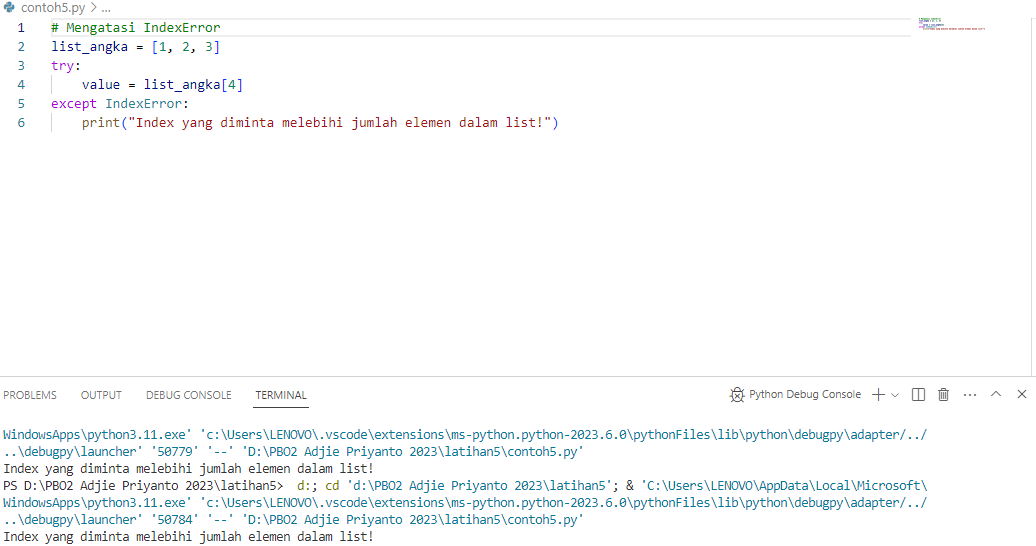 contoh5.py > ...
1 # Mengatasi IndexError
2 list_angka = [1, 2, 3]
3 try:
4     value = list_angka[4]
5 except IndexError:
6     print("Index yang diminta melebihi jumlah elemen dalam list!")
PROBLEMS OUTPUT DEBUG CONSOLE TERMINAL Python Debug Console
WindowsApps\python3.11.exe' 'c:\Users\LENOVO\.vscode\extensions\ms-python.python-2023.6.0\pythonFiles\lib\python\debugpy\adapter/../
..\debugpy\launcher' '50779' '--' 'D:\PBO2 Adjie Priyanto 2023\latihan5\contoh5.py'
Index yang diminta melebihi jumlah elemen dalam list!
PS D:\PBO2 Adjie Priyanto 2023\latihan5>  d:; cd 'd:\PBO2 Adjie Priyanto 2023\latihan5'; & 'C:\Users\LENOVO\AppData\Local\Microsoft\
WindowsApps\python3.11.exe' 'c:\Users\LENOVO\.vscode\extensions\ms-python.python-2023.6.0\pythonFiles\lib\python\debugpy\adapter/../
..\debugpy\launcher' '50784' '--' 'D:\PBO2 Adjie Priyanto 2023\latihan5\contoh5.py'
Index yang diminta melebihi jumlah elemen dalam list!